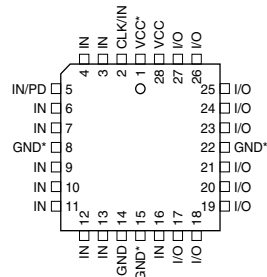 IN
IN
CLK/IN
VCC*
VCC
I/O
I/O
4
3
2
1
28
27
26
IN/PD 5
IN 6
IN 7
GND* 8
IN 9
IN 10
IN 11
25 I/O
24 I/O
23 I/O
22 GND*
21 I/O
20 I/O
19 I/O
12
13
14
15
16
17
18
IN
IN
GND
GND*
IN
I/O
I/O